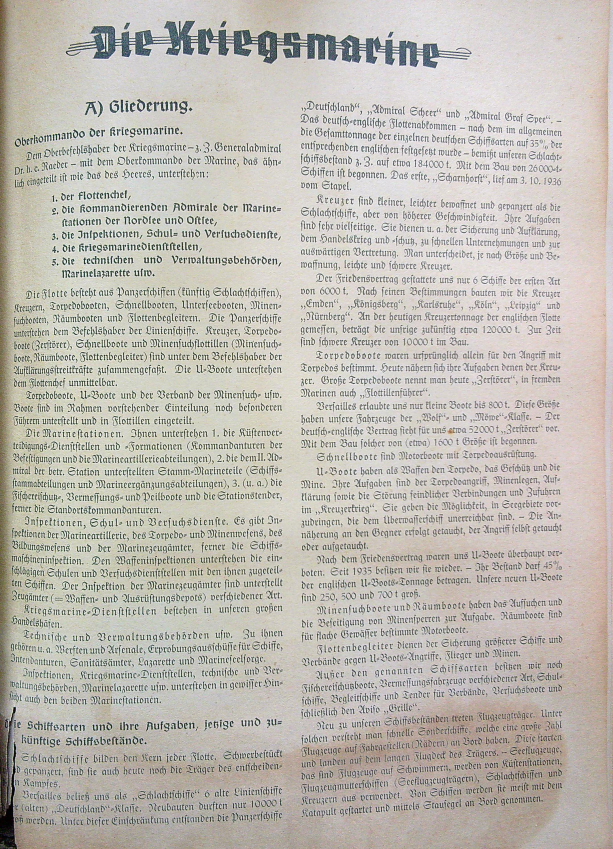 Die Kriegsmarine
A) Gliederung.
Oberkommando der Kriegsmarine.
Dem Oberbefehlshaber der Kriegsmarine – z. Z. Generaladmiral
Dr. h. c. Raeder – mit dem Oberkommando der Marine, das ähn-
lich eingeteilt ist wie das des Heeres, unterstehen:
1. der Flottenchef,
2. die kommandierenden Admirale der Marine-
stationen der Nordsee und Ostsee,
3. die Inspektionen, Schul- und Versuchsdienste,
4. die Kriegsmarinedienststellen,
5. die technischen und Verwaltungsbehörden,
Marinelazarette usw.
Die Flotte besteht aus Panzerschiffen (künftig Schlachtschiffen),
Kreuzern, Torpedobooten, Schnellbooten, Unterseebooten, Minen-
suchbooten, Räumbooten und Flottenbegleitern. Die Panzerschiffe
unterstehen dem Befehlshaber der Linienschiffe. Kreuzer, Torpedo-
boote (Zerstörer), Schnellboote und Minensuchflottillen (Minensuch-
boote, Räumboote, Flottenbegleiter) sind unter dem Befehlshaber der
Aufklärungsstreitkräfte zusammengefaßt. Die U-Boote unterstehen
dem Flottenchef unmittelbar.
Torpedoboote, U-Boote und der Verband der Minensuch- usw.
Boote sind im Rahmen vorstehender Einteilung noch besonderen
Führern unterstellt und in Flottillen eingeteilt.
Die Marinestationen. Ihnen unterstehen 1. die Küstenver-
teidigungs-Dienststellen und -Formationen (Kommandanturen der
Befestigungen und die Marineartillerieabteilungen), 2. die dem II. Ad-
miral der betr. Station unterstellten Stamm-Marineteile (Schiffs-
stammabteilungen und Marineergänzungsabteilungen), 3. (u. a.) die
Fischereischutz-, Vermessungs- und Peilboote und die Stationstender,
ferner die Standortkommandanturen.
Inspektionen, Schul- und Versuchsdienste. Es gibt In-
spektionen der Marineartillerie, des Torpedo- und Minenwesens, des
Bildungswesens und der Marinezeugämter, ferner die Schiffs-
maschineninspektion. Den Waffeninspektionen unterstehen die ein-
schlägigen Schulen und Versuchsdienststellen mit den ihnen zugeteil-
ten Schiffen. Der Inspektion der Marinezeugämter sind unterstellt
Zeugämter (= Waffen- und Ausrüstungsdepots) verschiedener Art.
Kriegsmarine-Dienststellen bestehen in unseren großen
Handelshäfen.
Technische und Verwaltungsbehörden usw. Zu ihnen
gehören u. a. Werften und Arsenale, Erprobungsausschüsse für Schiffe,
Intendanturen, Sanitätsämter, Lazarette und Marineseelsorge.
Inspektionen, Kriegsmarine-Dienststellen, technische und Ver-
waltungsbehörden, Marinelazarette usw. unterstehen in gewisser Hin-
sicht auch den beiden Marinestationen.
Die Schiffsarten und ihre Aufgaben, jetzige und zu-
künftige Schiffsbestände.
Schlachtschiffe bilden den Kern jeder Flotte. Schwerbestückt
und gepanzert, sind sie auch heute noch die Träger des entscheiden-
den Kampfes.
Versailles beließ uns als „Schlachtschiffe“ 6 alte Linienschiffe
der (alten) „Deutschland“-Klasse. Neubauten durften nur 10000 t
groß werden. Unter dieser Einschränkung entstanden die Panzerschiffe
„Deutschland“, „Admiral Scheer“ und „Admiral Graf Spee“. –
Das deutsch-englische Flottenabkommen – nach dem im allgemeinen
die Gesamttonnage der einzelnen deutschen Schiffsarten auf 35% der
entsprechenden englischen festgesetzt wurde – bemißt unseren Schlacht-
schiffsbestand z. Z. auf etwa 184000 t. Mit dem Bau von 26000-t-
Schiffen ist begonnen. Das erste, „Scharnhorst“, lief am 3. 10. 1936
vom Stapel.
Kreuzer sind kleiner, leichter bewaffnet und gepanzert als die
Schlachtschiffe, aber von höherer Geschwindigkeit. Ihre Aufgaben
sind sehr vielseitige. Sie dienen u. a. der Sicherung und Aufklärung,
dem Handelskrieg und -schutz, zu schnellen Unternehmungen und zur
auswärtigen Vertretung. Man unterscheidet, je nach Größe und Be-
waffnung, leichte und schwere Kreuzer.
Der Friedensvertrag gestattete uns nur 6 Schiffe der ersten Art
von 6000 t. Nach seinen Bestimmungen bauten wir die Kreuzer
„Emden“, „Königsberg“, „Karlsruhe“, „Köln“, „Leipzig“ und
„Nürnberg“. An der heutigen Kreuzertonnage der englischen Flotte
gemessen, beträgt die unsrige zukünftig etwa 120000 t. Zur Zeit
sind schwere Kreuzer von 10000 t im Bau.
Torpedoboote waren ursprünglich allein für den Angriff mit
Torpedos bestimmt. Heute nähern sich ihre Aufgaben denen der Kreu-
zer. Große Torpedoboote nennt man heute „Zerstörer“, in fremden
Marinen auch „Flottillenführer“.
Versailles erlaubte uns nur kleine Boote bis 800 t. Diese Größe
haben unsere Fahrzeuge der „Wolf“- und „Möwe“-Klasse. – Der
deutsch-englische Vertrag sieht für uns etwa 52000 t „Zerstörer“ vor.
Mit dem Bau solcher von (etwa) 1600 t Größe ist begonnen.
Schnellboote sind Motorboote mit Torpedoausrüstung.
U-Boote haben als Waffen den Torpedo, das Geschütz und die
Mine. Ihre Aufgaben sind der Torpedoangriff, Minenlegen, Auf-
klärung sowie die Störung feindlicher Verbindungen und Zufuhren
im „Kreuzerkrieg“. Sie geben die Möglichkeit, in Seegebiete vor-
zudringen, die dem Überwasserschiff unerreichbar sind. – Die An-
näherung an den Gegner erfolgt getaucht, der Angriff selbst getaucht
oder aufgetaucht.
Nach dem Friedensvertrag waren uns U-Boote überhaupt ver-
boten. Seit 1935 besitzen wir sie wieder. – Ihr Bestand darf 45%
der englischen U-Boots-Tonnage betragen. Unsere neuen U-Boote
sind 250, 500 und 700 t groß.
Minensuchboote und Räumboote haben das Aufsuchen und
die Beseitigung von Minensperren zur Aufgabe. Räumboote sind
für flache Gewässer bestimmte Motorboote.
Flottenbegleiter dienen der Sicherung größerer Schiffe und
Verbände gegen U-Boots-Angriffe, Flieger und Minen.
Außer den genannten Schiffsarten besitzen wir noch
Fischereischutzboote, Vermessungsfahrzeuge verschiedener Art, Schul-
schiffe, Begleitschiffe und Tender für Verbände, Versuchsboote und
schließlich den Aviso „Grille“.
Neu zu unseren Schiffsbeständen treten Flugzeugträger. Unter
solchen versteht man schnelle Sonderschiffe, welche eine große Zahl
Flugzeuge auf Fahrgestellen (Rädern) an Bord haben. Diese starten
und landen auf dem langen Flugdeck des Trägers. – Seeflugzeuge,
das sind Flugzeuge auf Schwimmern, werden von Küstenstationen,
Flugzeugmutterschiffen (Seeflugzeugträgern), Schlachtschiffen und
Kreuzern aus verwendet. Von Schiffen werden sie meist mit dem
Katapult gestartet und mittels Stausegel an Bord genommen.